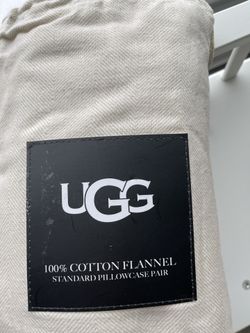 UGG
100% COTTON FLANNEL
STANDARD PILLOWCASE PAIR